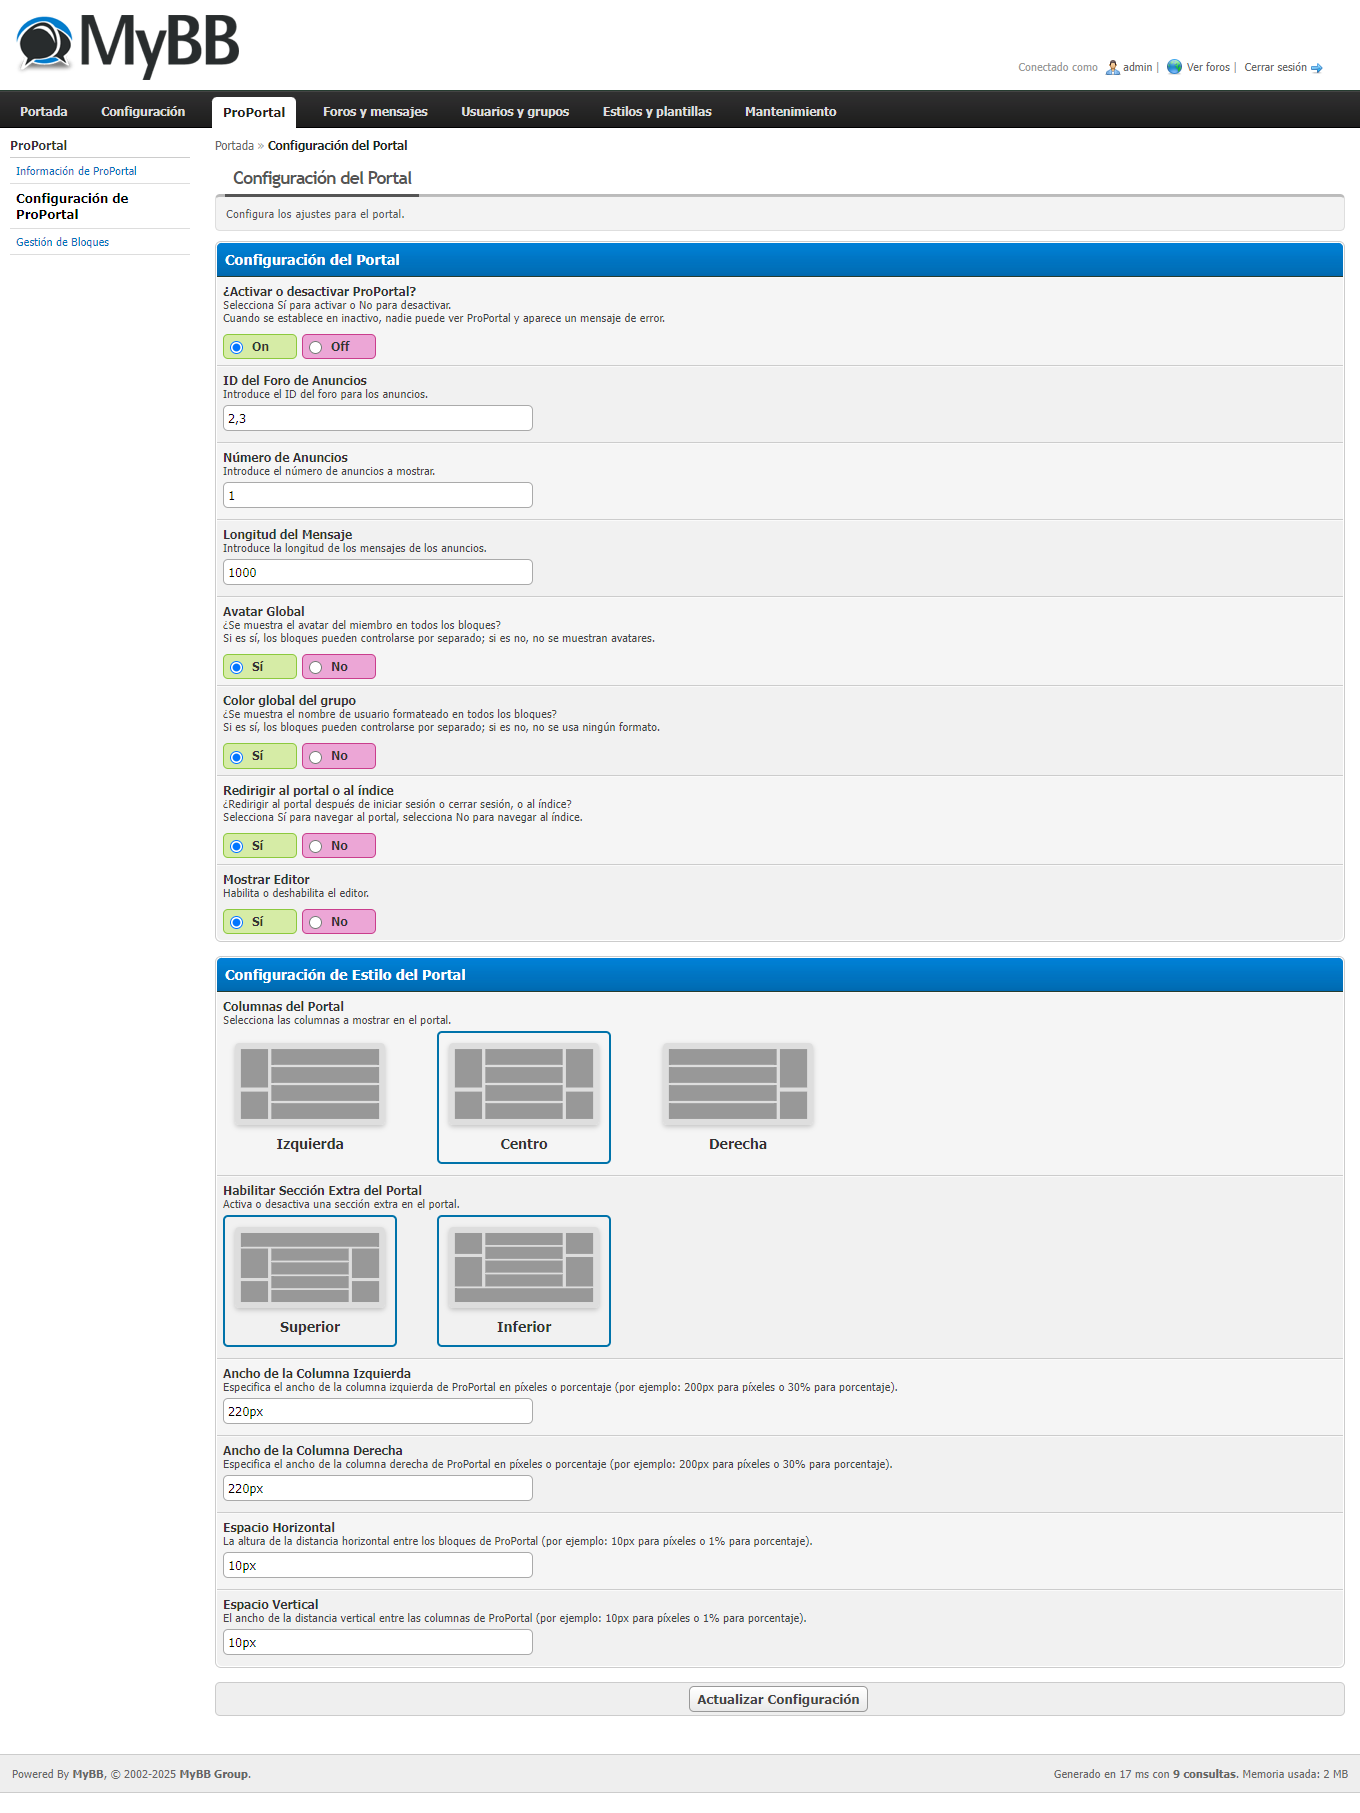 MyBB
Conectado como admin | Ver foros | Cerrar sesión
Portada Configuración ProPortal Foros y mensajes Usuarios y grupos Estilos y plantillas Mantenimiento
ProPortal
Información de ProPortal
Configuración de
ProPortal
Gestión de Bloques
Portada » Configuración del Portal
Configuración del Portal
Configura los ajustes para el portal.
Configuración del Portal
¿Activar o desactivar ProPortal?
Selecciona Sí para activar o No para desactivar.
Cuando se establece en inactivo, nadie puede ver ProPortal y aparece un mensaje de error.
On Off
ID del Foro de Anuncios
Introduce el ID del foro para los anuncios.
2,3
Número de Anuncios
Introduce el número de anuncios a mostrar.
1
Longitud del Mensaje
Introduce la longitud de los mensajes de los anuncios.
1000
Avatar Global
¿Se muestra el avatar del miembro en todos los bloques?
Si es sí, los bloques pueden controlarse por separado; si es no, no se muestran avatares.
Sí No
Color global del grupo
¿Se muestra el nombre de usuario formateado en todos los bloques?
Si es sí, los bloques pueden controlarse por separado; si es no, no se usa ningún formato.
Sí No
Redirigir al portal o al índice
¿Redirigir al portal después de iniciar sesión o cerrar sesión, o al índice?
Selecciona Sí para navegar al portal, selecciona No para navegar al índice.
Sí No
Mostrar Editor
Habilita o deshabilita el editor.
Sí No
Configuración de Estilo del Portal
Columnas del Portal
Selecciona las columnas a mostrar en el portal.
Izquierda Centro Derecha
Habilitar Sección Extra del Portal
Activa o desactiva una sección extra en el portal.
Superior Inferior
Ancho de la Columna Izquierda
Especifica el ancho de la columna izquierda de ProPortal en píxeles o porcentaje (por ejemplo: 200px para píxeles o 30% para porcentaje).
220px
Ancho de la Columna Derecha
Especifica el ancho de la columna derecha de ProPortal en píxeles o porcentaje (por ejemplo: 200px para píxeles o 30% para porcentaje).
220px
Espacio Horizontal
La altura de la distancia horizontal entre los bloques de ProPortal (por ejemplo: 10px para píxeles o 1% para porcentaje).
10px
Espacio Vertical
El ancho de la distancia vertical entre las columnas de ProPortal (por ejemplo: 10px para píxeles o 1% para porcentaje).
10px
Actualizar Configuración
Powered By MyBB, © 2002-2025 MyBB Group.
Generado en 17 ms con 9 consultas. Memoria usada: 2 MB